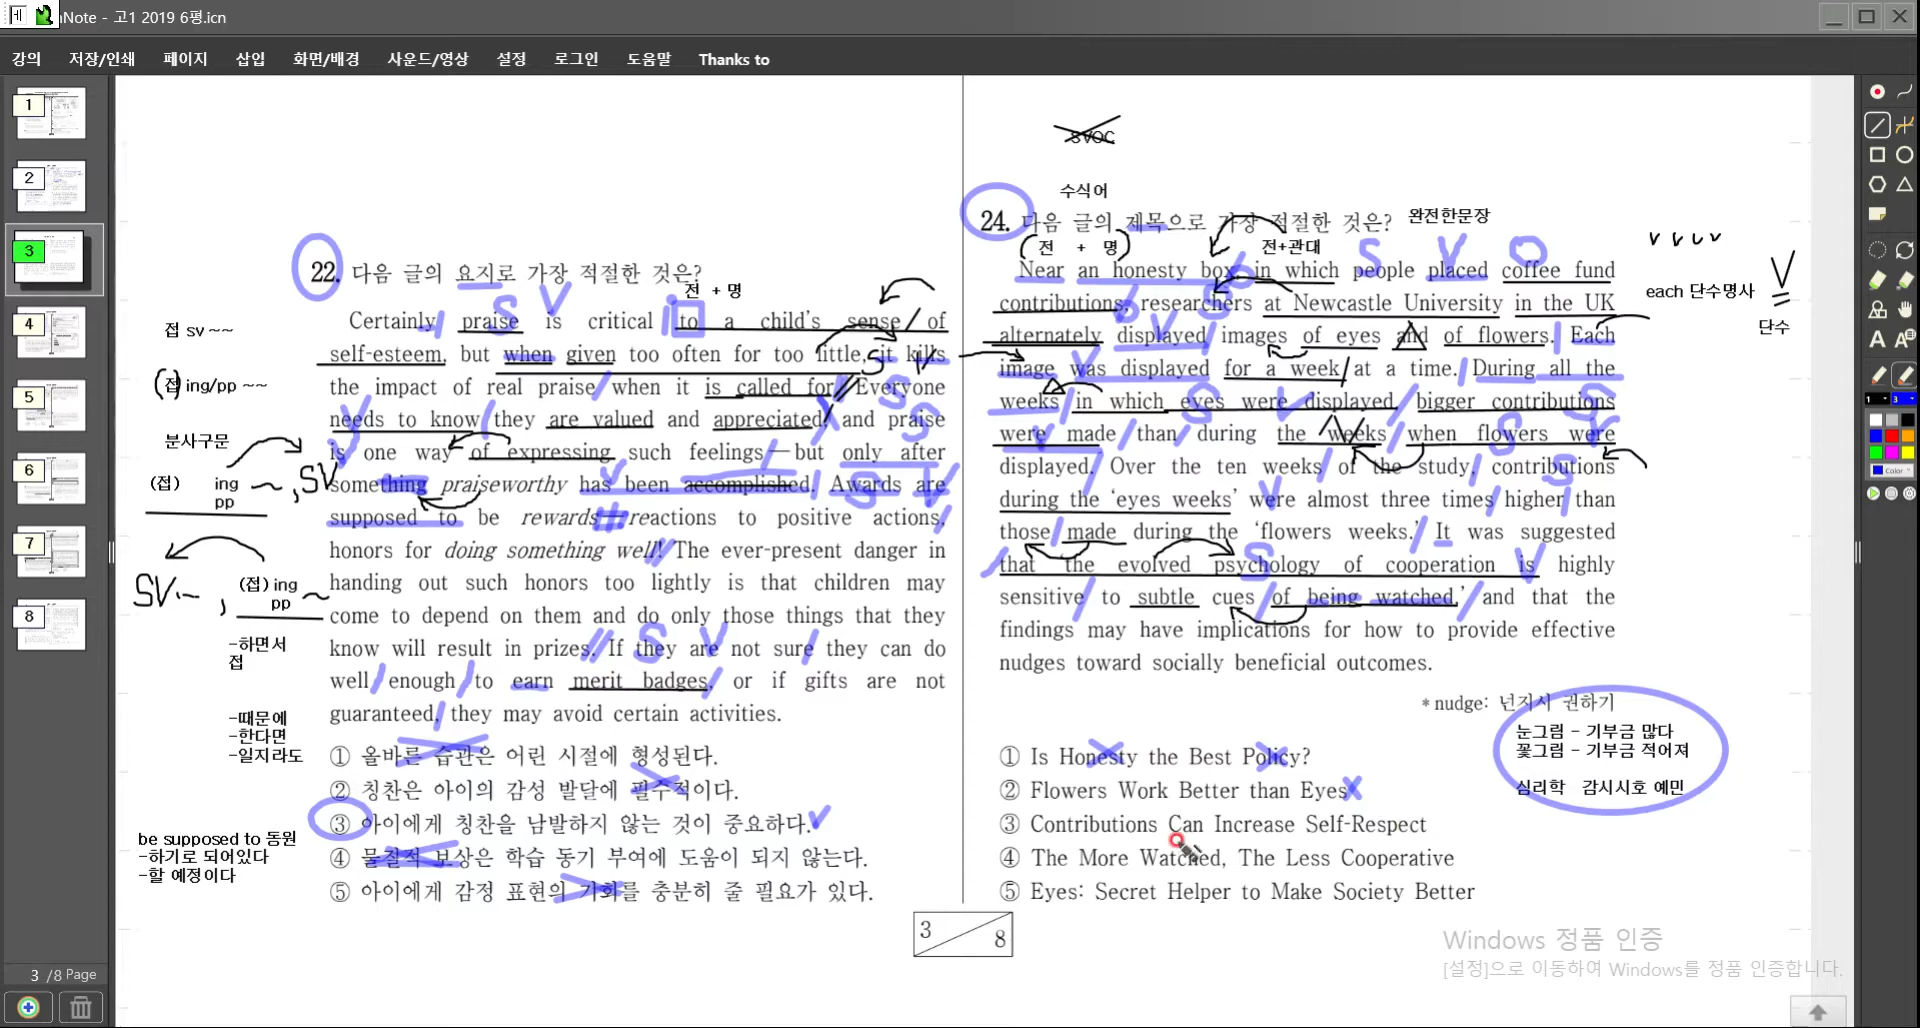 Note - 고1 2019 6평.icn
강의 저장/인쇄 페이지 삽입 화면/배경 사운드/영상 설정 로그인 도움말 Thanks to
1
2
3
4
5
6
7
8
3 /8 Page
22. 다음 글의 요지로 가장 적절한 것은?
전 + 명
S V
Certainly praise is critical to a child's sense of
self-esteem, but when given too often for too little, it kills
the impact of real praise when it is called for. Everyone
needs to know they are valued and appreciated, and praise
is one way of expressing such feelings—but only after
something praiseworthy has been accomplished. Awards are
supposed to be rewards—reactions to positive actions,
honors for doing something well! The ever-present danger in
handing out such honors too lightly is that children may
come to depend on them and do only those things that they
know will result in prizes. If they are not sure they can do
well enough to earn merit badges, or if gifts are not
guaranteed, they may avoid certain activities.
① 올바른 습관은 어린 시절에 형성된다.
② 칭찬은 아이의 감성 발달에 필수적이다.
③ 아이에게 칭찬을 남발하지 않는 것이 중요하다.
④ 물질적 보상은 학습 동기 부여에 도움이 되지 않는다.
⑤ 아이에게 감정 표현의 기회를 충분히 줄 필요가 있다.
접 sv ~~
(접) ing/pp ~~
분사구문
(접) ing
pp ~, SV
SV~, (접) ing
pp ~
-하면서
접
-때문에
-한다면
-일지라도
be supposed to 동원
-하기로 되어있다
-할 예정이다
SVOC
수식어
24. 다음 글의 제목으로 가장 적절한 것은?
완전한문장
(전 + 명)
전+관대
S V O
Near an honesty box, in which people placed coffee fund
contributions, researchers at Newcastle University in the UK
alternately displayed images of eyes and of flowers. Each
image was displayed for a week at a time. During all the
weeks in which eyes were displayed, bigger contributions
were made than during the weeks when flowers were
displayed. Over the ten weeks of the study, contributions
during the 'eyes weeks' were almost three times higher than
those made during the 'flowers weeks.' It was suggested
that 'the evolved psychology of cooperation is highly
sensitive to subtle cues of being watched,' and that the
findings may have implications for how to provide effective
nudges toward socially beneficial outcomes.
* nudge: 넌지시 권하기
① Is Honesty the Best Policy?
② Flowers Work Better than Eyes
③ Contributions Can Increase Self-Respect
④ The More Watched, The Less Cooperative
⑤ Eyes: Secret Helper to Make Society Better
each 단수명사
V
단수
눈그림 - 기부금 많다
꽃그림 - 기부금 적어져
심리학 감시시호 예민
3
8
Windows 정품 인증
[설정]으로 이동하여 Windows를 정품 인증합니다.
1
3
Color